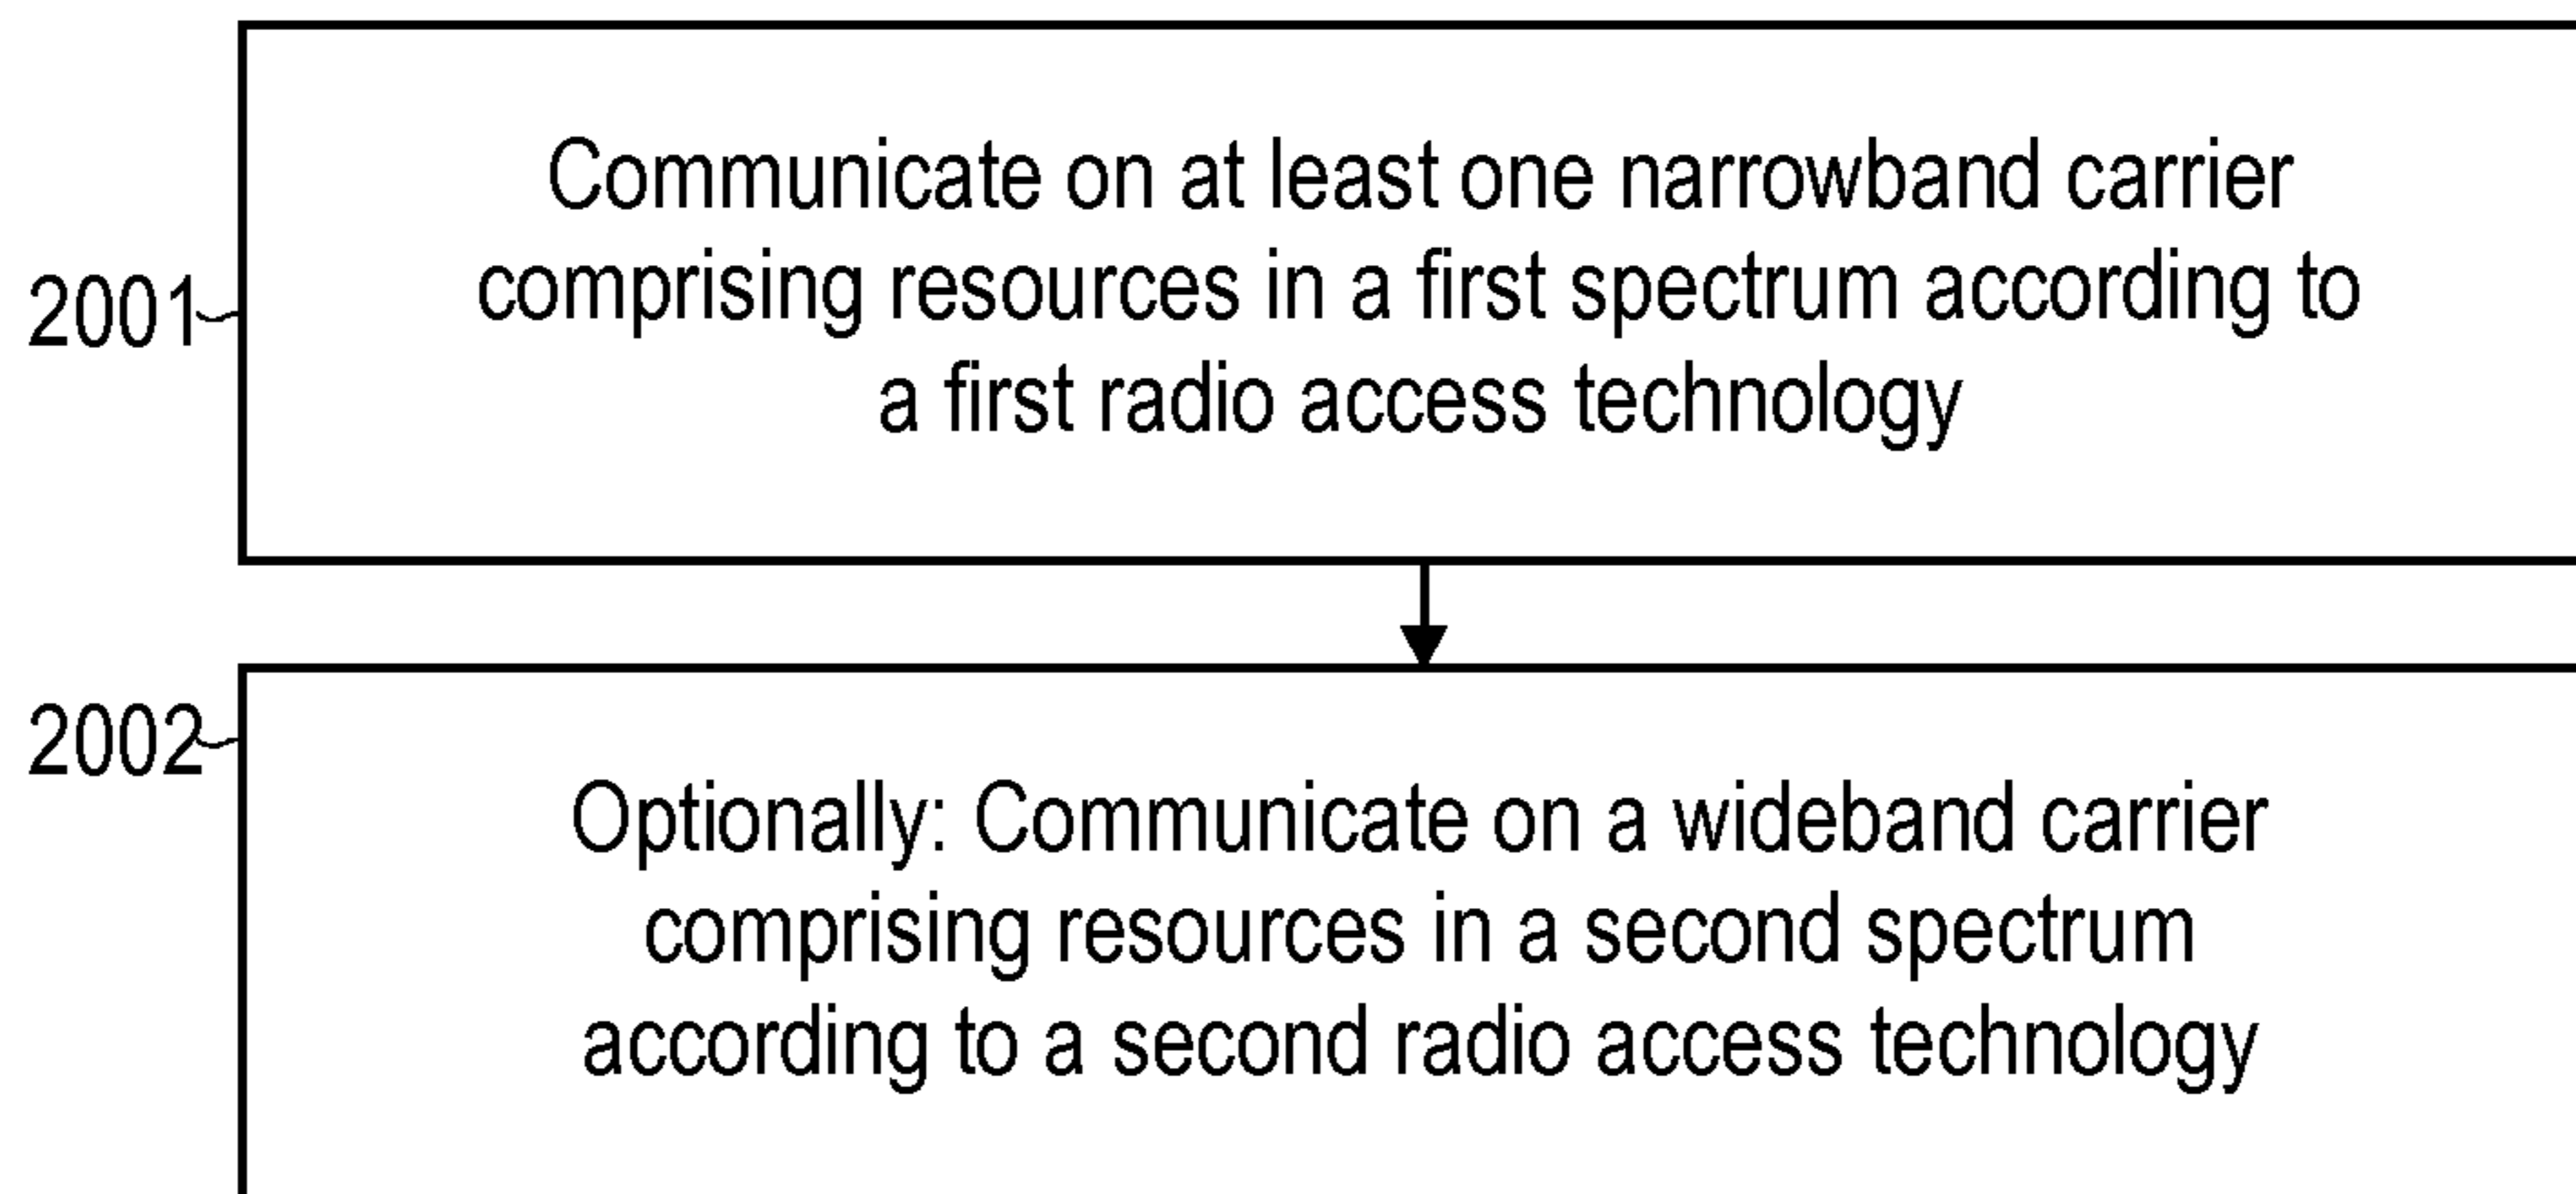 Communicate on at least one narrowband carrier
comprising resources in a first spectrum according to
a first radio access technology
2001
2002
Optionally: Communicate on a wideband carrier
comprising resources in a second spectrum
according to a second radio access technology